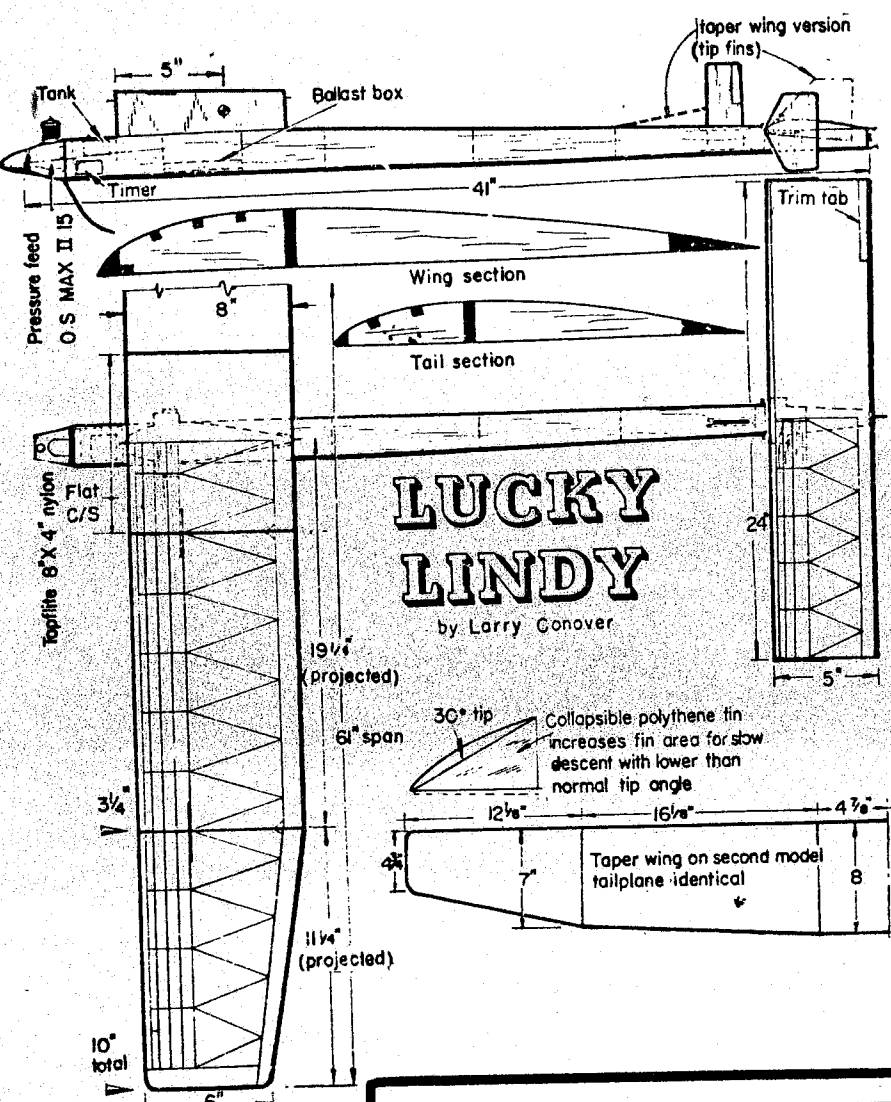 taper wing version
(tip fins)
5"
Tank
Ballast box
Timer
41"
Trim tab
Pressure feed
O.S MAX II 15
Wing section
8"
Tail section
Flat
C/S
Topflite 8"X 4" nylon
LUCKY
LINDY
by Larry Conover
24"
5"
(projected)
61" span
30° tip
Collapsible polythene fin
increases fin area for slow
descent with lower than
normal tip angle
3¼"
12⅛"
16⅛"
4⅞"
7"
8
Taper wing on second model
tailplane identical
11¼"
(projected)
10"
total
6"